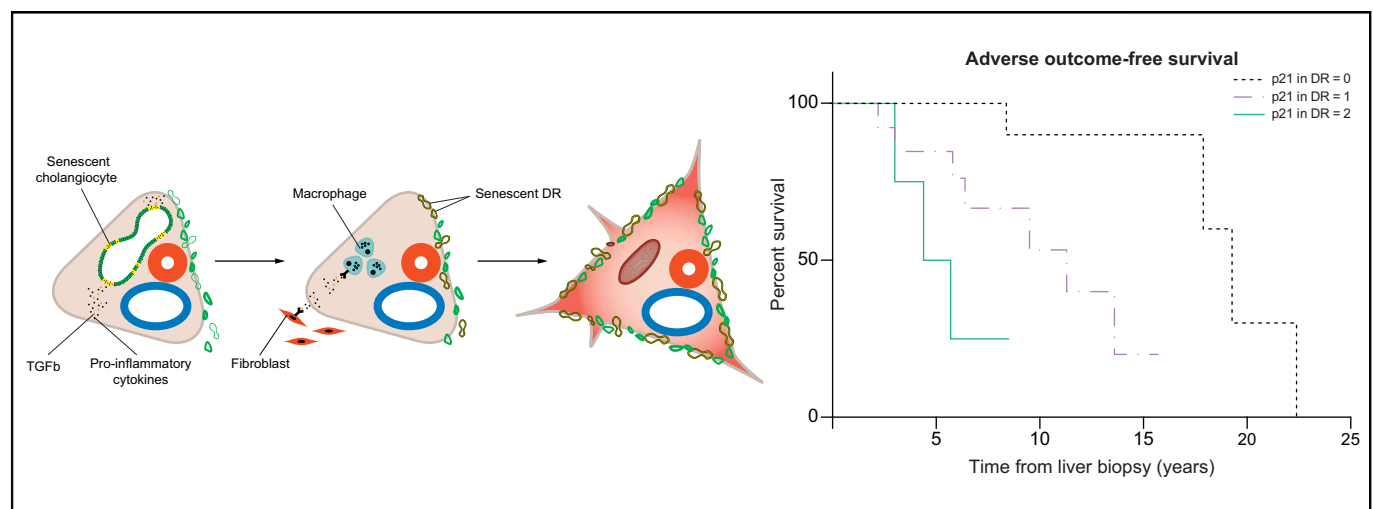 Senescent
cholangiocyte
TGFb
Pro-inflammatory
cytokines
Macrophage
Senescent DR
Fibroblast
Adverse outcome-free survival
p21 in DR = 0
p21 in DR = 1
p21 in DR = 2
Percent survival
100
50
0
5
10
15
20
25
Time from liver biopsy (years)